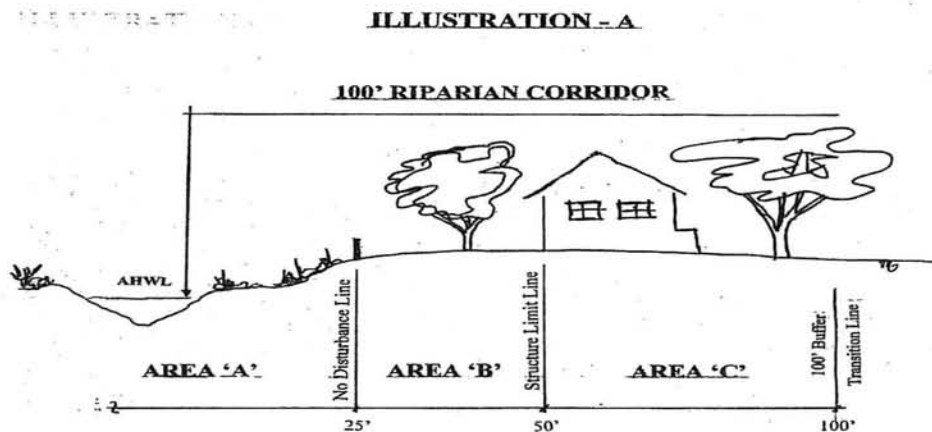 ILLUSTRATION - A
100' RIPARIAN CORRIDOR
AHWL
No Disturbance Line
Structure Limit Line
100' Buffer
Transition Line
AREA 'A'
AREA 'B'
AREA 'C'
25'
50'
100'